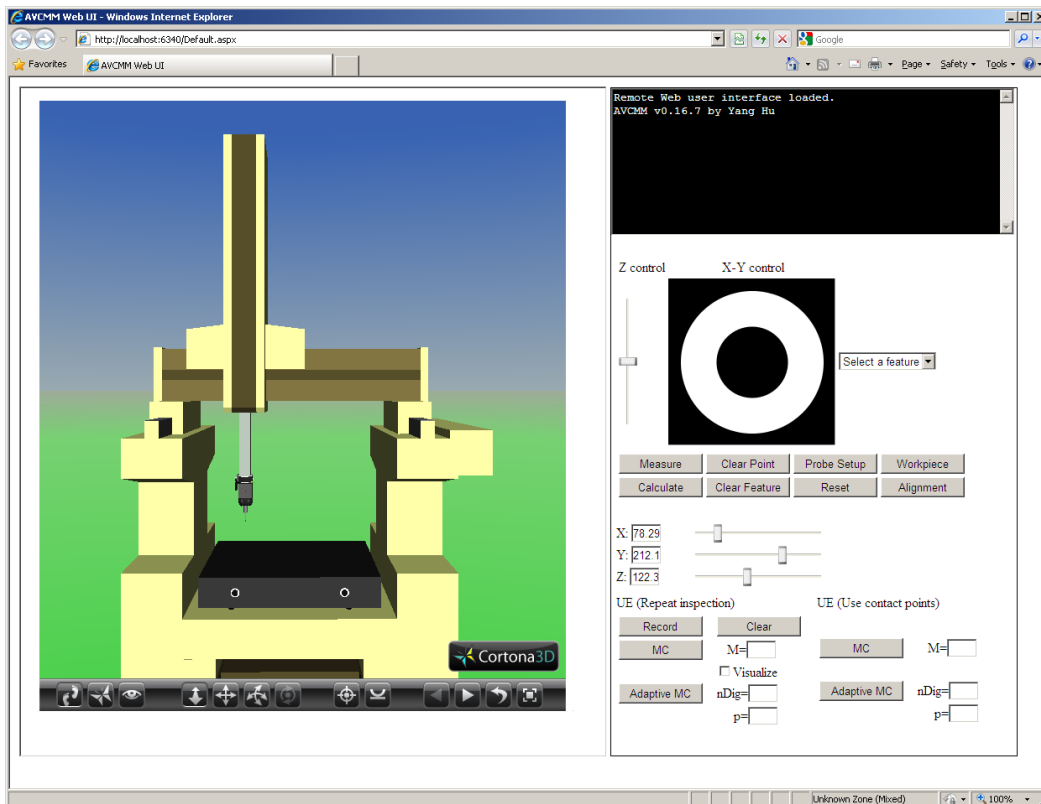 AVCMM Web UI - Windows Internet Explorer
http://localhost:6340/Default.aspx
Google
Favorites
AVCMM Web UI
Page
Safety
Tools
Remote Web user interface loaded.
AVCMM v0.16.7 by Yang Hu
Z control X-Y control
Select a feature
Measure Clear Point Probe Setup Workpiece
Calculate Clear Feature Reset Alignment
X: 78.29
Y: 212.1
Z: 122.3
UE (Repeat inspection) UE (Use contact points)
Record Clear
MC M= MC M=
Visualize
Adaptive MC nDig= Adaptive MC nDig=
p= p=
Cortona3D
Unknown Zone (Mixed) 100%